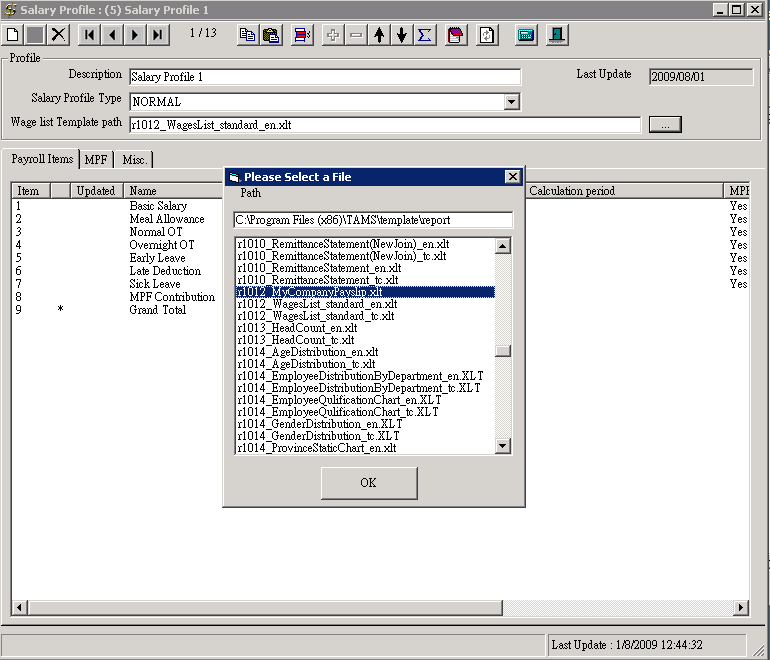 Salary Profile : (5) Salary Profile 1
1 / 13
Profile
Description
Salary Profile 1
Last Update
2009/08/01
Salary Profile Type
NORMAL
Wage list Template path
r1012_WagesList_standard_en.xlt
...
Payroll Items
MPF
Misc.
Item
Updated
Name
Calculation period
MPF
1 Basic Salary Yes
2 Meal Allowance Yes
3 Normal OT Yes
4 Overnight OT Yes
5 Early Leave Yes
6 Late Deduction Yes
7 Sick Leave Yes
8 MPF Contribution
9 * Grand Total
Please Select a File
Path
C:\Program Files (x86)\TAMS\template\report
r1010_RemittanceStatement(NewJoin)_en.xlt
r1010_RemittanceStatement(NewJoin)_tc.xlt
r1010_RemittanceStatement_en.xlt
r1010_RemittanceStatement_tc.xlt
r1012_MyCompanyPayslip.xlt
r1012_WagesList_standard_en.xlt
r1012_WagesList_standard_tc.xlt
r1013_HeadCount_en.xlt
r1013_HeadCount_tc.xlt
r1014_AgeDistribution_en.xlt
r1014_AgeDistribution_tc.xlt
r1014_EmployeeDistributionByDepartment_en.XLT
r1014_EmployeeDistributionByDepartment_tc.XLT
r1014_EmployeeQulificationChart_en.XLT
r1014_EmployeeQulificationChart_tc.XLT
r1014_GenderDistribution_en.XLT
r1014_GenderDistribution_tc.XLT
r1014_ProvinceStaticChart_en.xlt
OK
Last Update : 1/8/2009 12:44:32